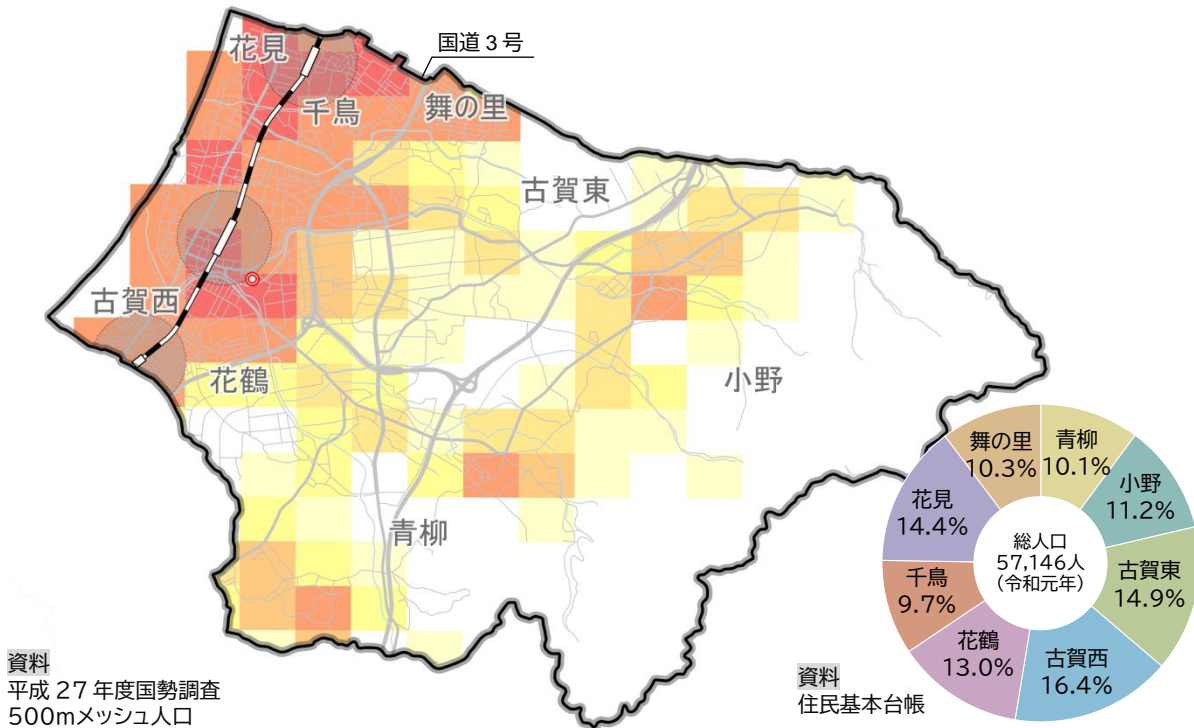 国道3号
花見
千鳥
舞の里
古賀東
古賀西
花鶴
小野
青柳
舞の里
10.3%
青柳
10.1%
小野
11.2%
花見
14.4%
総人口
57,146人
（令和元年）
古賀東
14.9%
千鳥
9.7%
花鶴
13.0%
古賀西
16.4%
資料
平成27年度国勢調査
500mメッシュ人口
資料
住民基本台帳